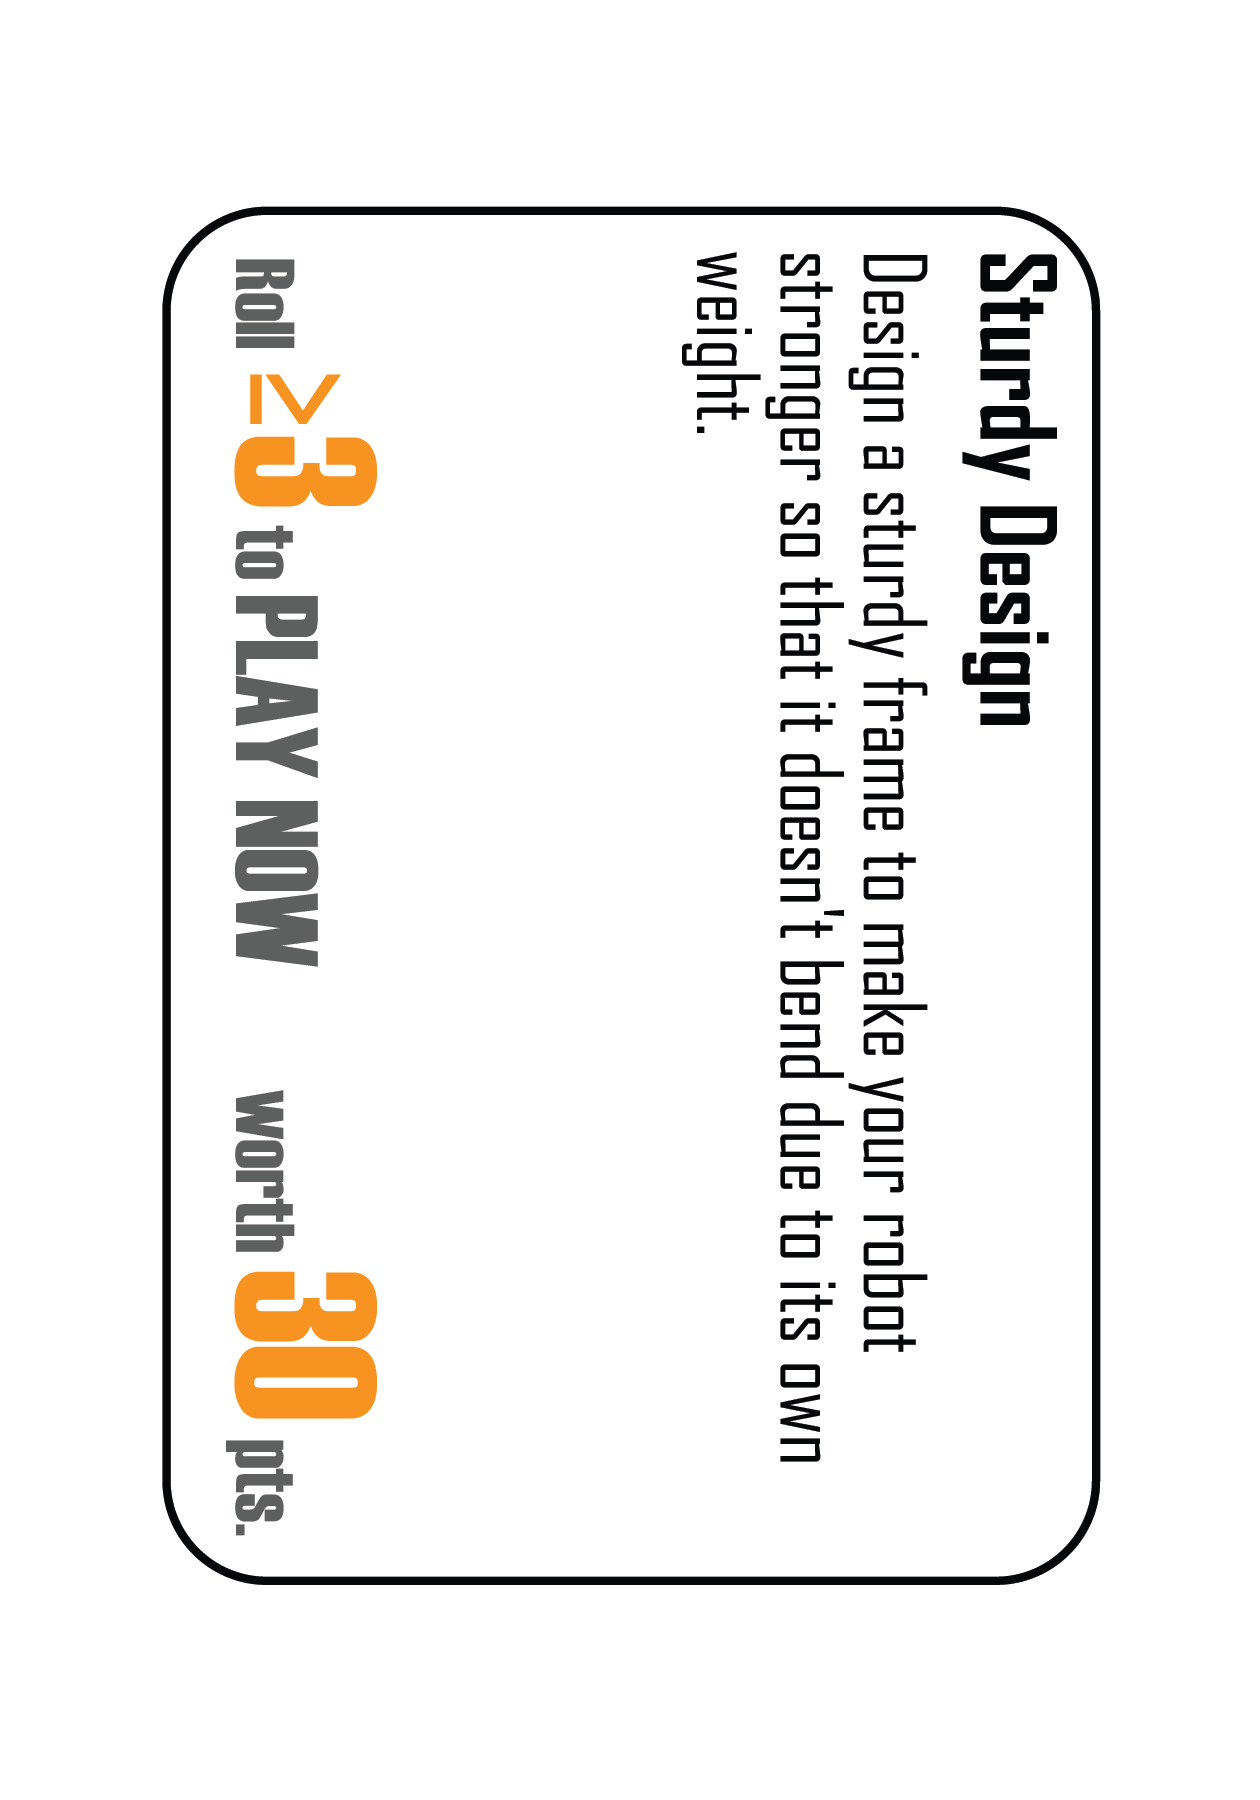 Sturdy Design
Design a sturdy frame to make your robot
stronger so that it doesn't bend due to its own
weight.
Roll ≥3 to PLAY NOW worth 30 pts.